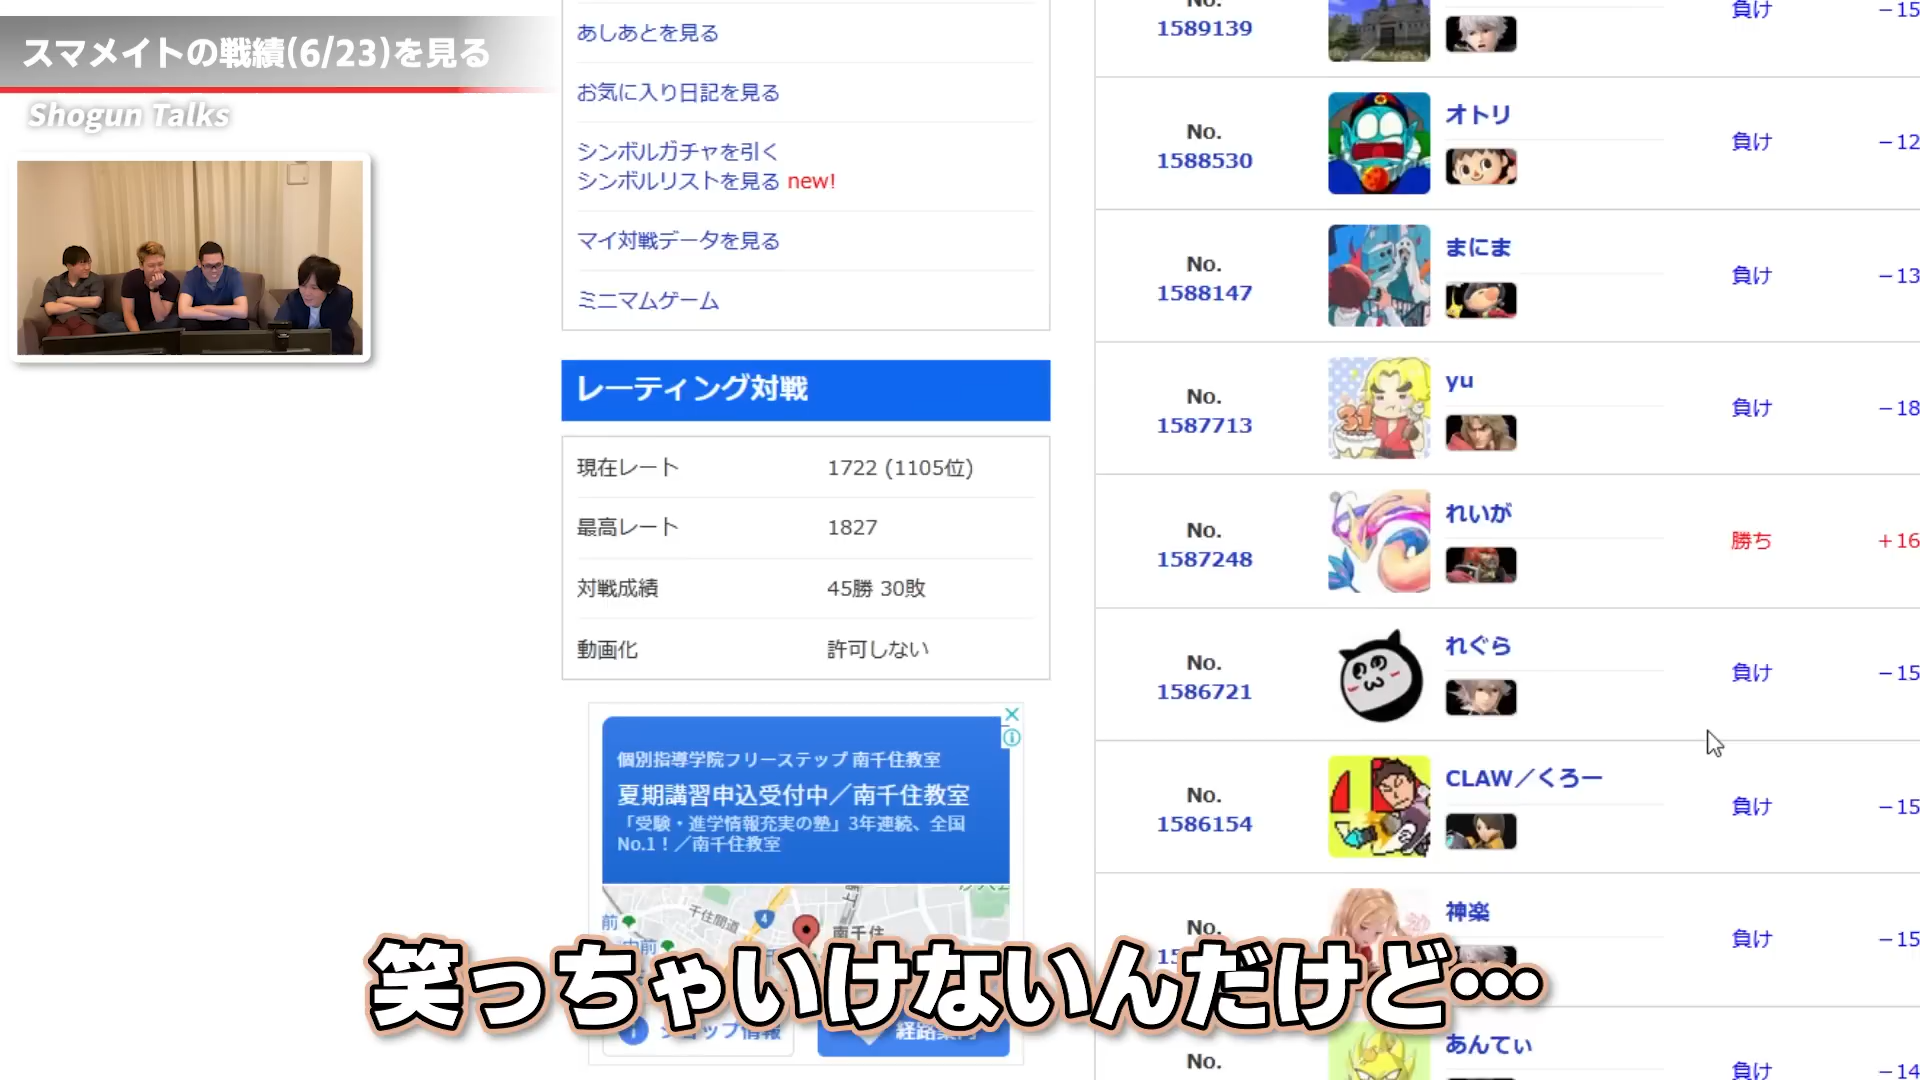 スマメイトの戦績(6/23)を見る
Shogun Talks
あしあとを見る
お気に入り日記を見る
シンボルガチャを引く
シンボルリストを見る new!
マイ対戦データを見る
ミニマムゲーム
レーティング対戦
現在レート 1722 (1105位)
最高レート 1827
対戦成績 45勝 30敗
動画化 許可しない
個別指導学院フリーステップ 南千住教室
夏期講習申込受付中／南千住教室
「受験・進学情報充実の塾」3年連続、全国
No.1！／南千住教室
千住間道
4
南千住
No.
1589139
負け −15
No.
1588530
オトリ
負け −12
No.
1588147
まにま
負け −13
No.
1587713
yu
31
負け −18
No.
1587248
れいが
勝ち +16
No.
1586721
れぐら
負け −15
No.
1586154
CLAW／くろー
負け −15
No.
神楽
負け −15
No.
あんてぃ
負け −14
笑っちゃいけないんだけど…